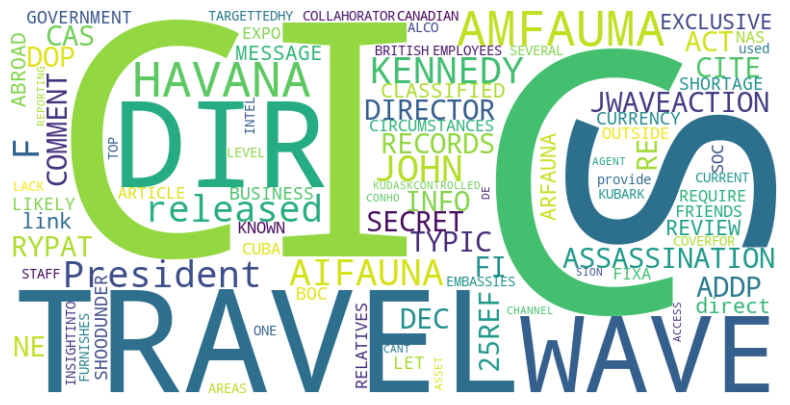 GOVERNMENT
TARGETTEDHY
COLLAHORATOR
CANADIAN
CAS
EXPO
ALCO
AMFAUMA
EXCLUSIVE
DOP
MESSAGE
BRITISH
EMPLOYEES
SEVERAL
ACT
NAS
used
ABROAD
REPORTING
CI
HAVANA
KENNEDY
CITE
SHORTAGE
CLASSIFIED
COMMENT
F
TOP
DIR
INTEL
LEVEL
DIRECTOR
CIRCUMSTANCES
RECORDS
C
S
JWAVEACTION
CURRENCY
OUTSIDE
RE
SOC
AGENT
LACK
ARTICLE
BUSINESS
JOHN
KUDASK
CONTROLLED
CONHO
DE
ARFAUNA
provide
KUBARK
CURRENT
REQUIRE
FRIENDS
LIKELY
link
released
KNOWN
SECRET
INFO
TYPIC
REVIEW
COVERFOR
RYPAT
CUBA
STAFF
President
AIFAUNA
EMBASSIES
FI
ASSASSINATION
SION
FIXA
ADDP
direct
BOC
TRAVEL
WAVE
DEC
25REF
CHANNEL
ACCESS
NE
INSIGHTINTO
FURNISHES
SHOODUNDER
ONE
AREAS
RELATIVES
CANT
LET
ASSET